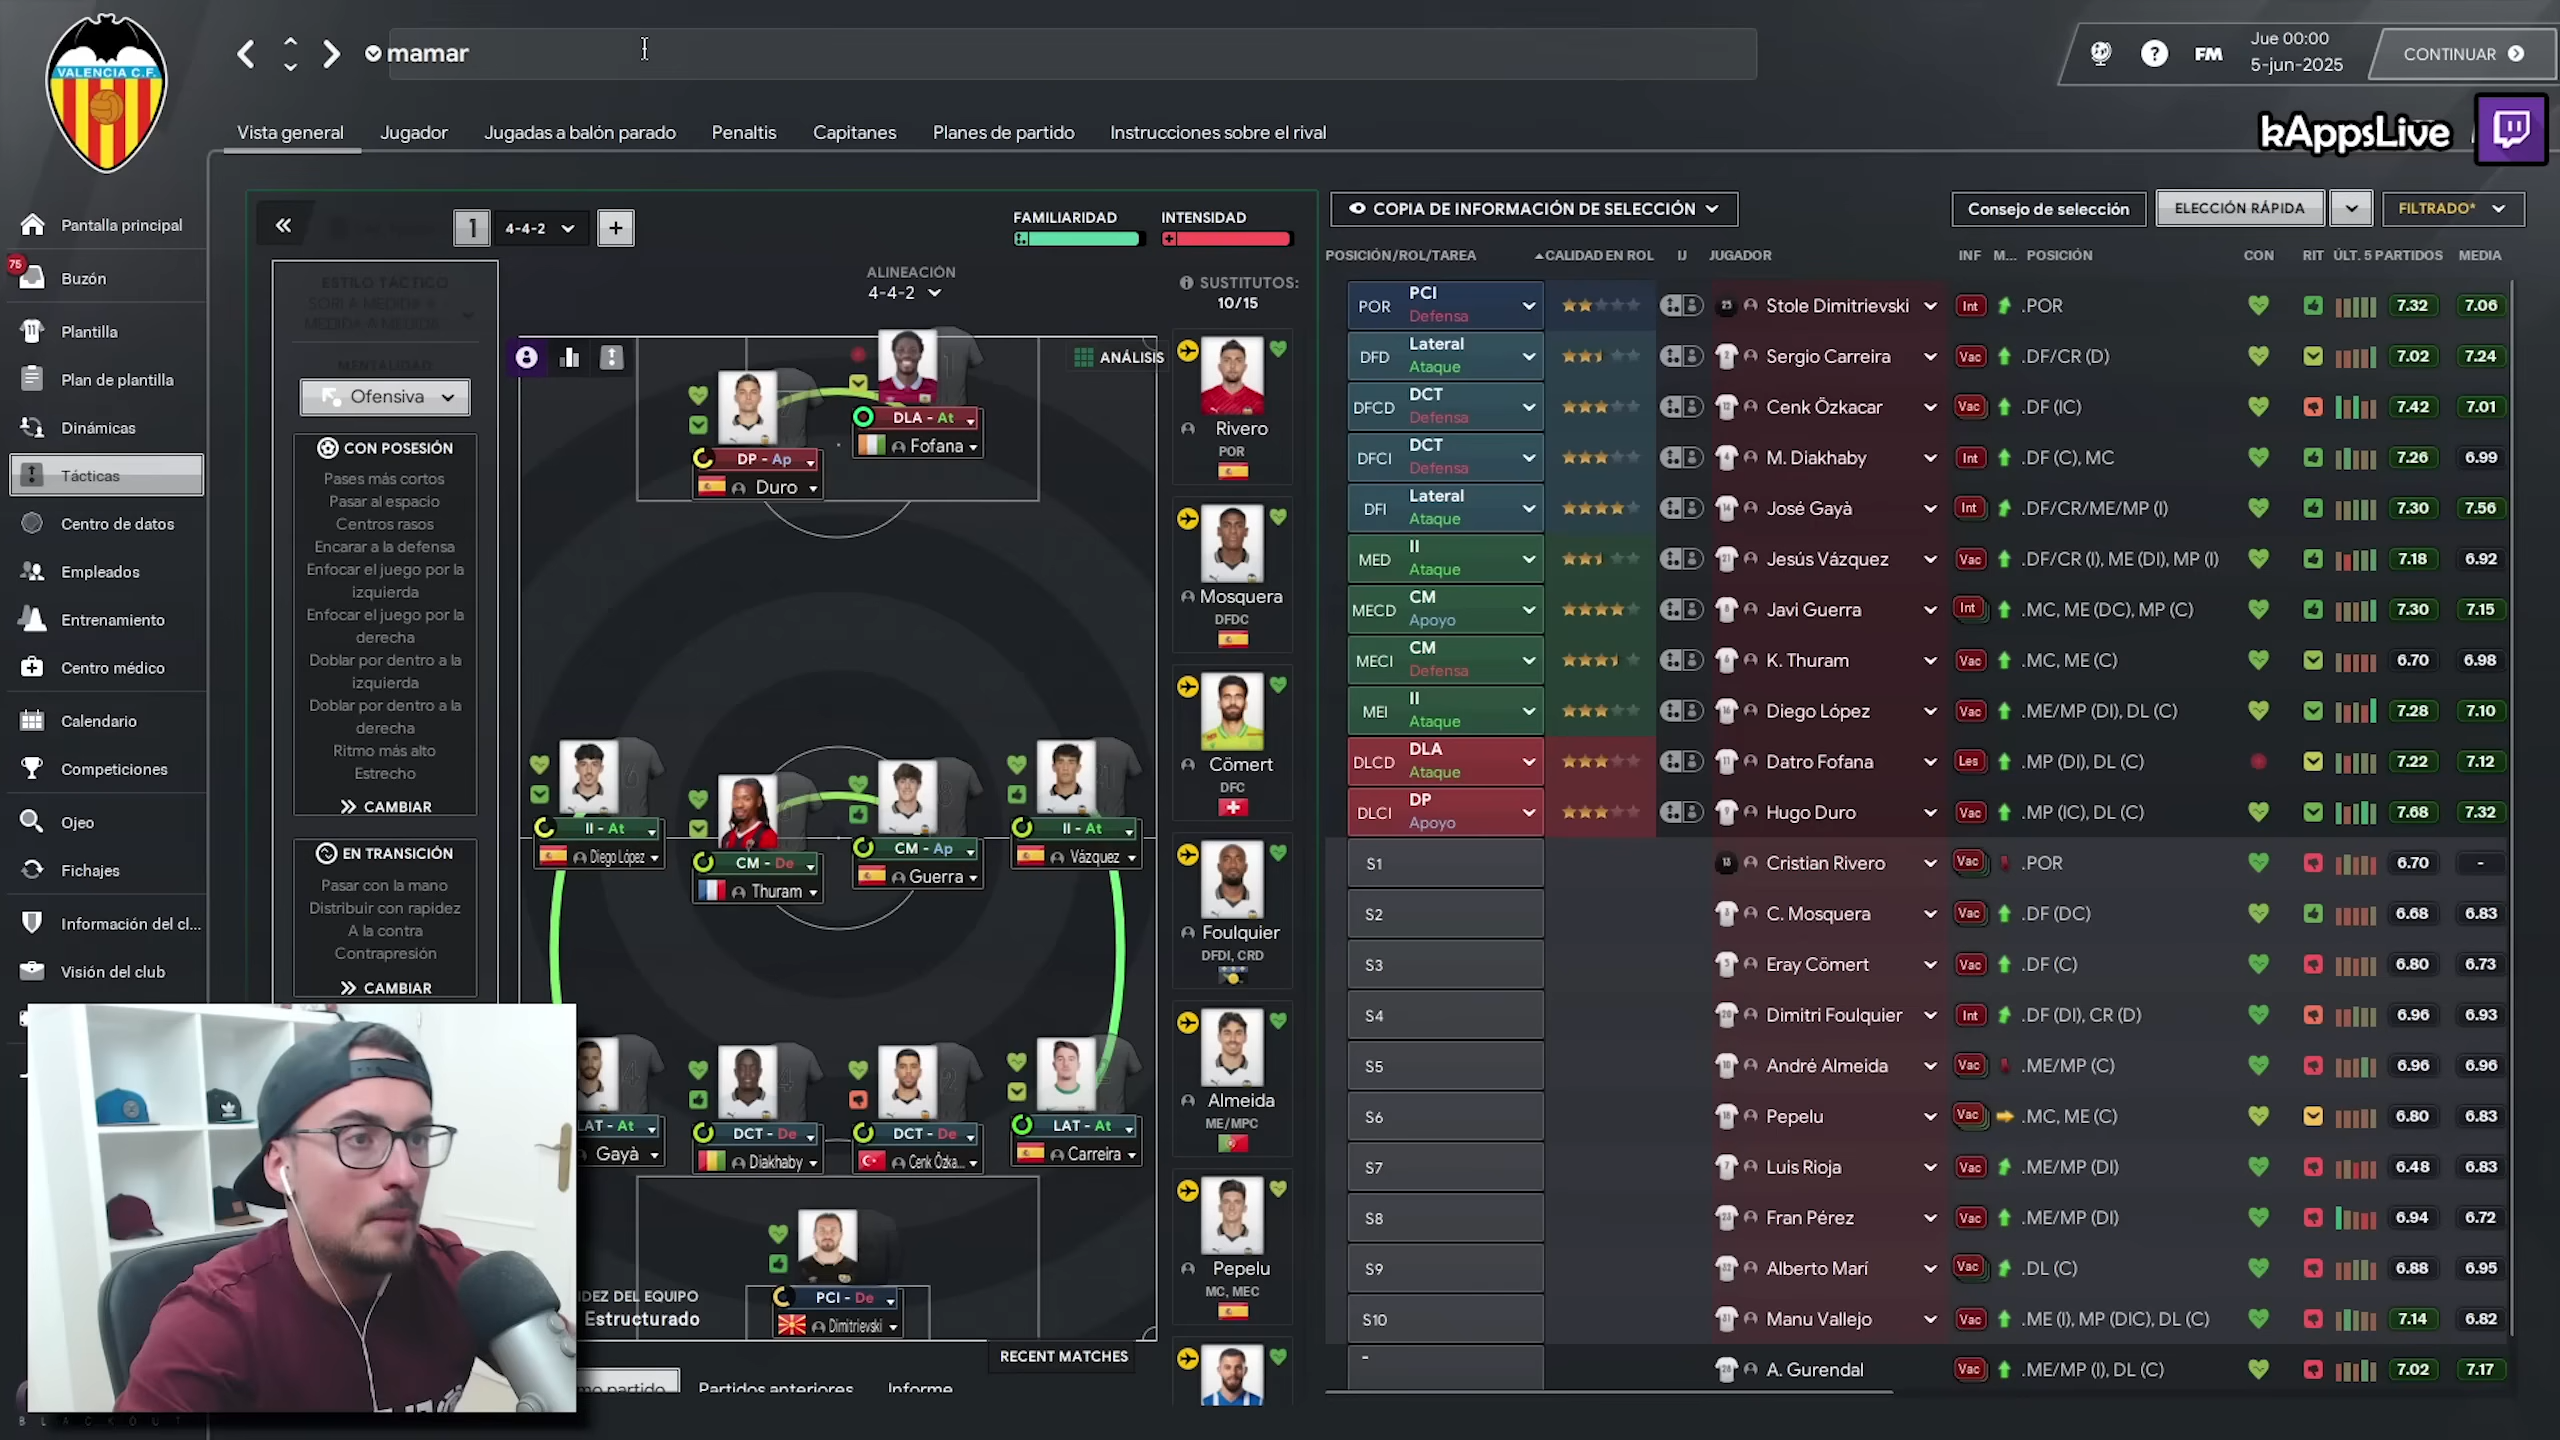 VALENCIA C.F.
mamar
Jue 00:00
5-jun-2025
CONTINUAR
FM
kAppsLive
Vista general
Jugador
Jugadas a balón parado
Penaltis
Capitanes
Planes de partido
Instrucciones sobre el rival
Pantalla principal
75
Buzón
Plantilla
Plan de plantilla
Dinámicas
Tácticas
Centro de datos
Empleados
Entrenamiento
Centro médico
Calendario
Competiciones
Ojeo
Fichajes
Información del cl...
Visión del club
1
4-4-2
FAMILIARIDAD
INTENSIDAD
ALINEACIÓN
4-4-2
SUSTITUTOS:
10/15
ESTILO TÁCTICO
MENTALIDAD
Ofensiva
CON POSESIÓN
Pases más cortos
Pasar al espacio
Centros rasos
Encarar a la defensa
Enfocar el juego por la
izquierda
Enfocar el juego por la
derecha
Doblar por dentro a la
izquierda
Doblar por dentro a la
derecha
Ritmo más alto
Estrecho
CAMBIAR
EN TRANSICIÓN
Pasar con la mano
Distribuir con rapidez
A la contra
Contrapresión
CAMBIAR
ANÁLISIS
DLA - At
Fofana
DP - Ap
Duro
II - At
Diego López
CM - De
Thuram
CM - Ap
Guerra
II - At
Vázquez
LAT - At
Gayà
DCT - De
Diakhaby
DCT - De
Cenk Özka...
LAT - At
Carreira
PCI - De
Dimitrievski
IDEZ DEL EQUIPO
Estructurado
RECENT MATCHES
Partidos anteriores
Informe
Rivero
POR
Mosquera
DFDC
Cömert
DFC
Foulquier
DFDI, CRD
Almeida
ME/MPC
Pepelu
MC, MEC
COPIA DE INFORMACIÓN DE SELECCIÓN
Consejo de selección
ELECCIÓN RÁPIDA
FILTRADO*
POSICIÓN/ROL/TAREA CALIDAD EN ROL IJ JUGADOR INF M... POSICIÓN CON RIT ÚLT. 5 PARTIDOS MEDIA
POR PCI Defensa Stole Dimitrievski Int .POR 7.32 7.06
DFD Lateral Ataque Sergio Carreira Vac .DF/CR (D) 7.02 7.24
DFCD DCT Defensa Cenk Özkacar Vac .DF (IC) 7.42 7.01
DFCI DCT Defensa M. Diakhaby Int .DF (C), MC 7.26 6.99
DFI Lateral Ataque José Gayà Int .DF/CR/ME/MP (I) 7.30 7.56
MED II Ataque Jesús Vázquez Vac .DF/CR (I), ME (DI), MP (I) 7.18 6.92
MECD CM Apoyo Javi Guerra Int .MC, ME (DC), MP (C) 7.30 7.15
MECI CM Defensa K. Thuram Vac .MC, ME (C) 6.70 6.98
MEI II Ataque Diego López Vac .ME/MP (DI), DL (C) 7.28 7.10
DLCD DLA Ataque Datro Fofana Les .MP (DI), DL (C) 7.22 7.12
DLCI DP Apoyo Hugo Duro Vac .MP (IC), DL (C) 7.68 7.32
S1 Cristian Rivero Vac .POR 6.70 -
S2 C. Mosquera Vac .DF (DC) 6.68 6.83
S3 Eray Cömert Vac .DF (C) 6.80 6.73
S4 Dimitri Foulquier Int .DF (DI), CR (D) 6.96 6.93
S5 André Almeida Vac .ME/MP (C) 6.96 6.96
S6 Pepelu Vac .MC, ME (C) 6.80 6.83
S7 Luis Rioja Vac .ME/MP (DI) 6.48 6.83
S8 Fran Pérez Vac .ME/MP (DI) 6.94 6.72
S9 Alberto Marí Vac .DL (C) 6.88 6.95
S10 Manu Vallejo Vac .ME (I), MP (DIC), DL (C) 7.14 6.82
- A. Gurendal Vac .ME/MP (I), DL (C) 7.02 7.17